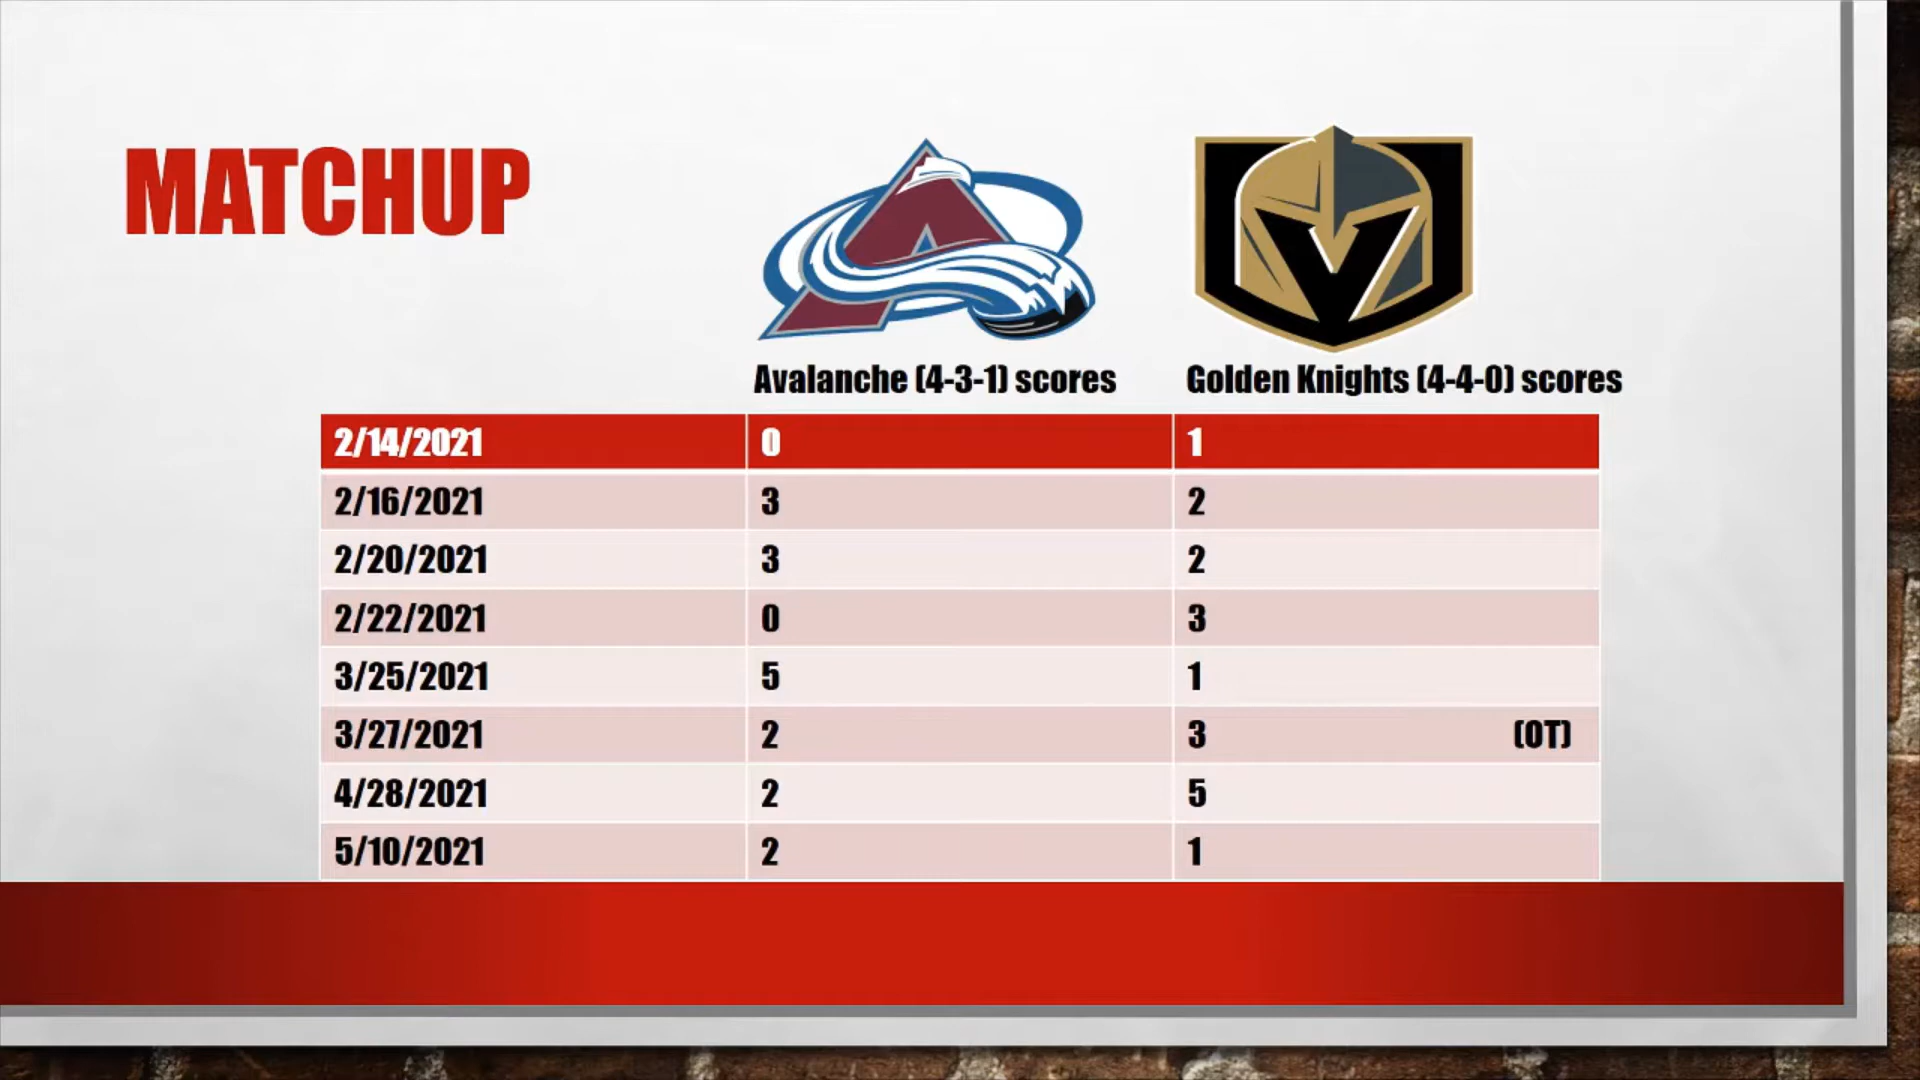 MATCHUP
Avalanche (4-3-1) scores Golden Knights (4-4-0) scores
2/14/2021 0 1
2/16/2021 3 2
2/20/2021 3 2
2/22/2021 0 3
3/25/2021 5 1
3/27/2021 2 3 (OT)
4/28/2021 2 5
5/10/2021 2 1